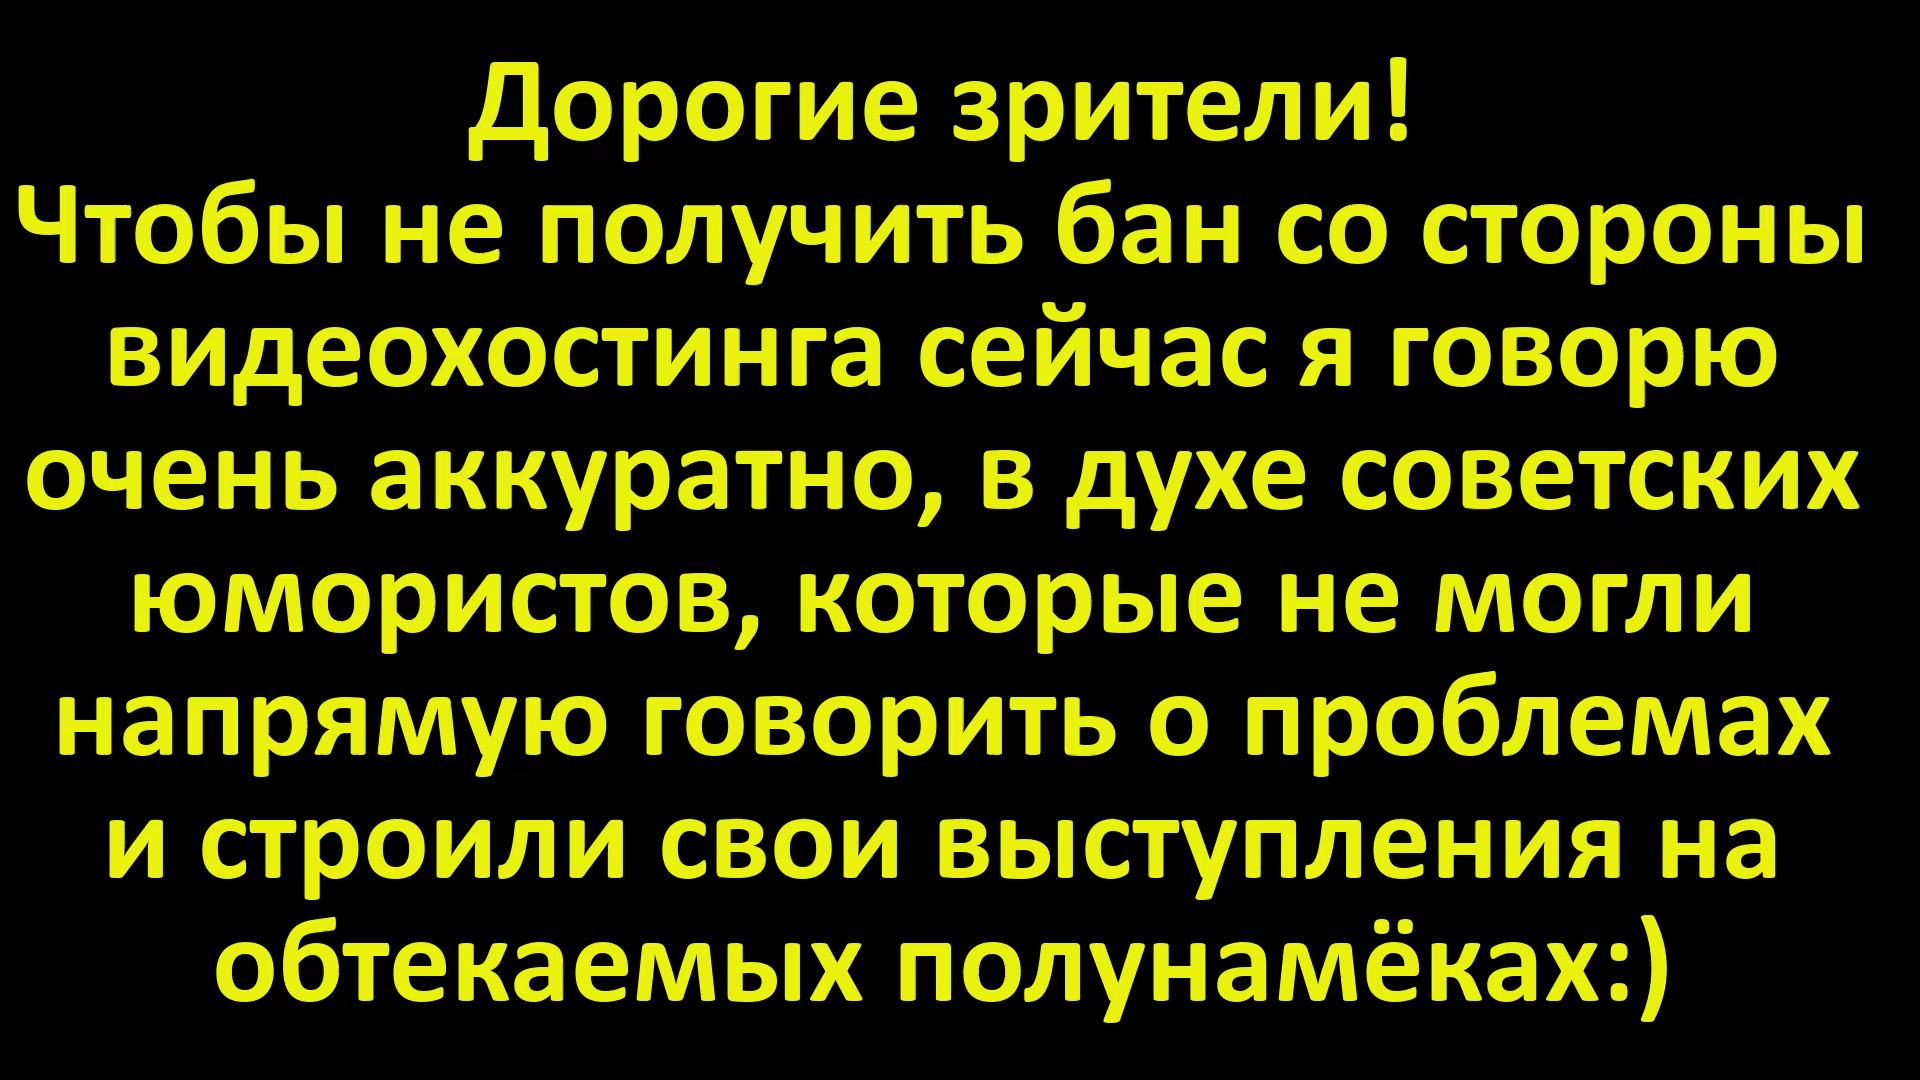 Дорогие зрители!
Чтобы не получить бан со стороны
видеохостинга сейчас я говорю
очень аккуратно, в духе советских
юмористов, которые не могли
напрямую говорить о проблемах
и строили свои выступления на
обтекаемых полунамёках:)